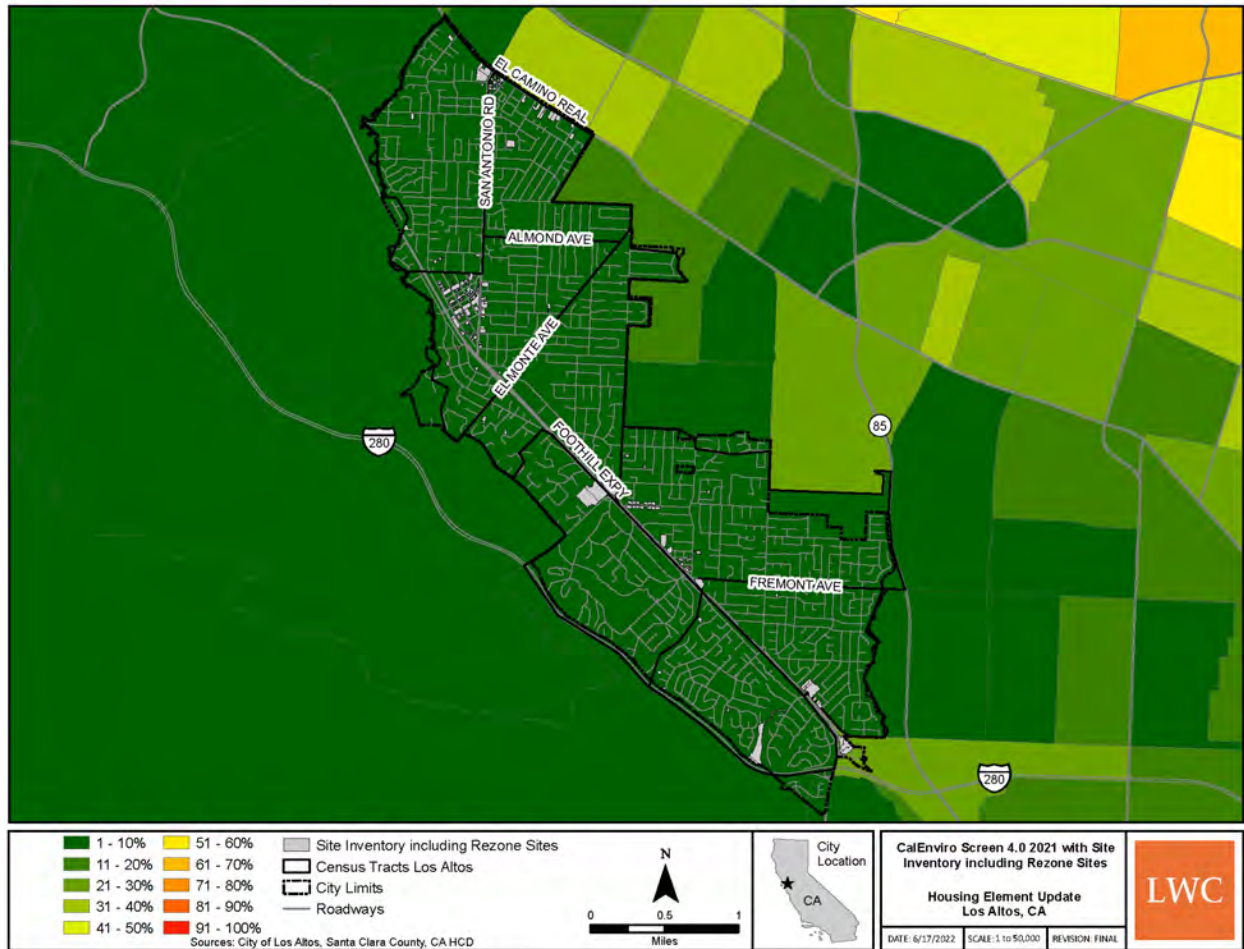 EL CAMINO REAL
SAN ANTONIO RD
ALMOND AVE
EL MONTE AVE
FOOTHILL EXPY
280
85
FREMONT AVE
280
1 - 10%
11 - 20%
21 - 30%
31 - 40%
41 - 50%
51 - 60%
61 - 70%
71 - 80%
81 - 90%
91 - 100%
Site Inventory including Rezone Sites
Census Tracts Los Altos
City Limits
Roadways
Sources: City of Los Altos, Santa Clara County, CA HCD
N
0 0.5 1
Miles
City
Location
CA
CalEnviro Screen 4.0 2021 with Site
Inventory including Rezone Sites
Housing Element Update
Los Altos, CA
DATE: 6/17/2022 SCALE: 1 to 50,000 REVISION: FINAL
LWC